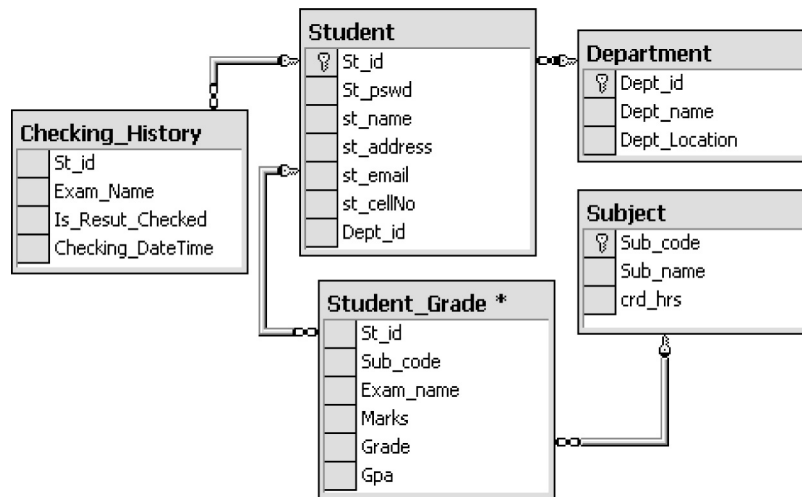 Student
St_id
St_pswd
st_name
st_address
st_email
st_cellNo
Dept_id
Department
Dept_id
Dept_name
Dept_Location
Checking_History
St_id
Exam_Name
Is_Resut_Checked
Checking_DateTime
Subject
Sub_code
Sub_name
crd_hrs
Student_Grade *
St_id
Sub_code
Exam_name
Marks
Grade
Gpa